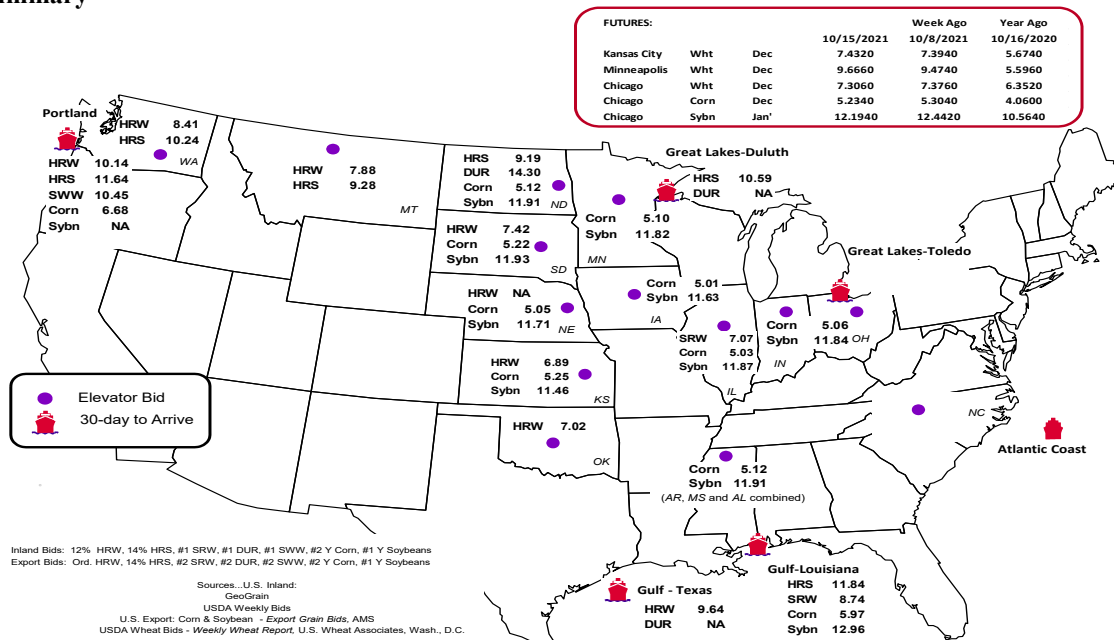 FUTURES: Week Ago Year Ago
10/15/2021 10/8/2021 10/16/2020
Kansas City Wht Dec 7.4320 7.3940 5.6740
Minneapolis Wht Dec 9.6660 9.4740 5.5960
Chicago Wht Dec 7.3060 7.3760 6.3520
Chicago Corn Dec 5.2340 5.3040 4.0600
Chicago Sybn Jan' 12.1940 12.4420 10.5640
Portland
HRW 8.41
HRS 10.24
WA
HRW 10.14
HRS 11.64
SWW 10.45
Corn 6.68
Sybn NA
HRW 7.88
HRS 9.28
MT
HRS 9.19
DUR 14.30
Corn 5.12
Sybn 11.91
ND
Great Lakes-Duluth
HRS 10.59
DUR NA
Corn 5.10
Sybn 11.82
MN
HRW 7.42
Corn 5.22
Sybn 11.93
SD
Great Lakes-Toledo
HRW NA
Corn 5.05
Sybn 11.71
NE
Corn 5.01
Sybn 11.63
IA
SRW 7.07
Corn 5.03
Sybn 11.87
IL
Corn 5.06
Sybn 11.84
OH
IN
HRW 6.89
Corn 5.25
Sybn 11.46
KS
Elevator Bid
30-day to Arrive
HRW 7.02
OK
NC
Atlantic Coast
Corn 5.12
Sybn 11.91
(AR, MS and AL combined)
Gulf - Texas
HRW 9.64
DUR NA
Gulf-Louisiana
HRS 11.84
SRW 8.74
Corn 5.97
Sybn 12.96
Inland Bids: 12% HRW, 14% HRS, #1 SRW, #1 DUR, #1 SWW, #2 Y Corn, #1 Y Soybeans
Export Bids: Ord. HRW, 14% HRS, #2 SRW, #2 DUR, #2 SWW, #2 Y Corn, #1 Y Soybeans
Sources...U.S. Inland:
GeoGrain
USDA Weekly Bids
U.S. Export: Corn & Soybean - Export Grain Bids, AMS
USDA Wheat Bids - Weekly Wheat Report, U.S. Wheat Associates, Wash., D.C.